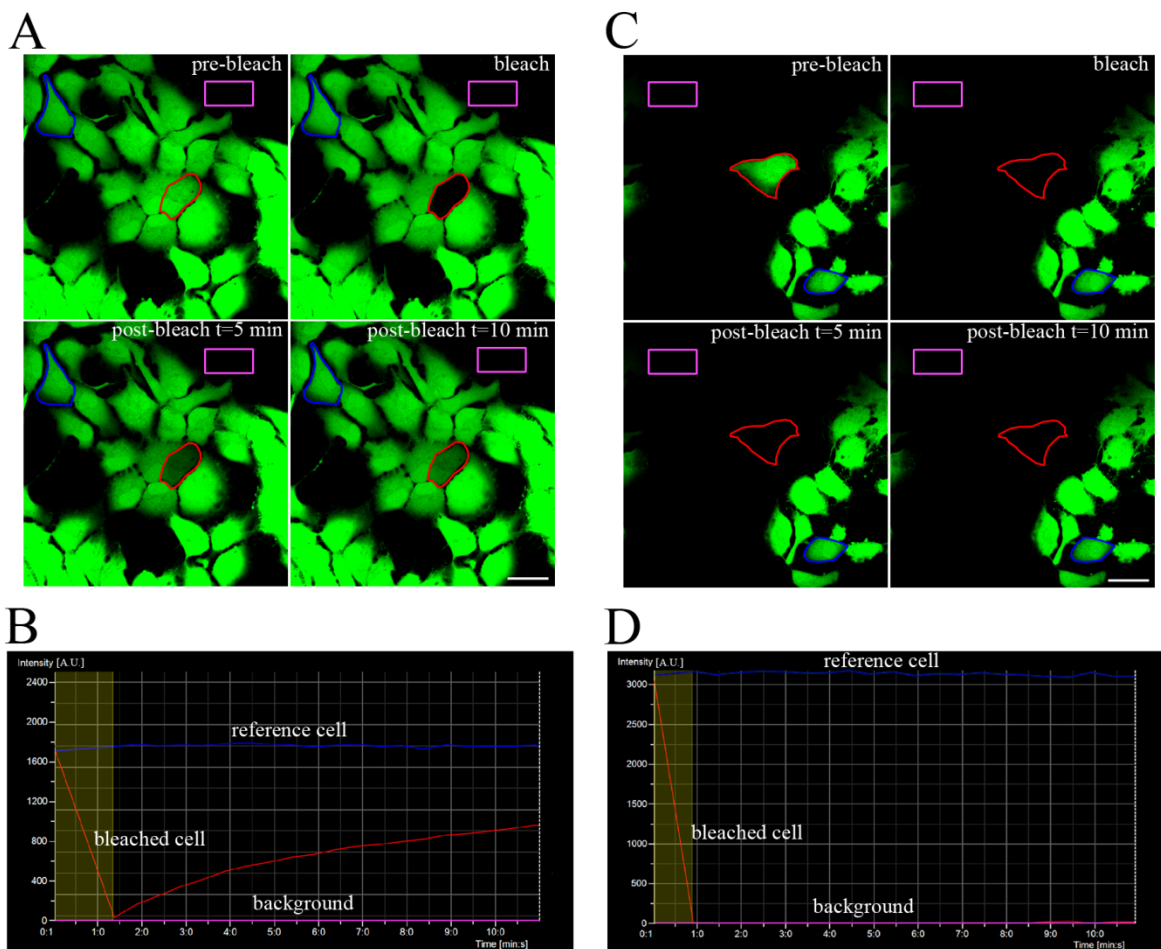 A
pre-bleach
bleach
post-bleach t=5 min
post-bleach t=10 min
C
pre-bleach
bleach
post-bleach t=5 min
post-bleach t=10 min
B
Intensity [A.U.]
2400
2000
1600
1200
800
400
0
reference cell
bleached cell
background
0:1 1:0 2:0 3:0 4:0 5:0 6:0 7:0 8:0 9:0 10:0
Time [min:s]
D
Intensity [A.U.]
3000
2500
2000
1500
1000
500
0
reference cell
bleached cell
background
0:1 1:0 2:0 3:0 4:0 5:0 6:0 7:0 8:0 9:0 10:0
Time [min:s]